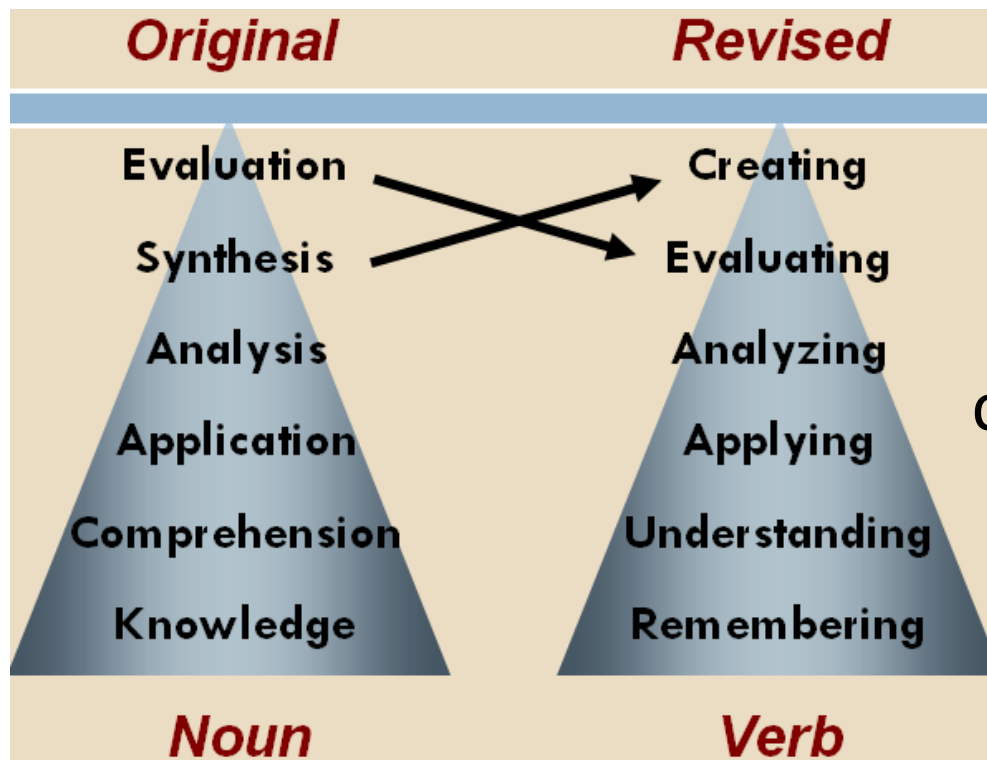 Original
Revised
Evaluation
Synthesis
Analysis
Application
Comprehension
Knowledge
Creating
Evaluating
Analyzing
Applying
Understanding
Remembering
Noun
Verb